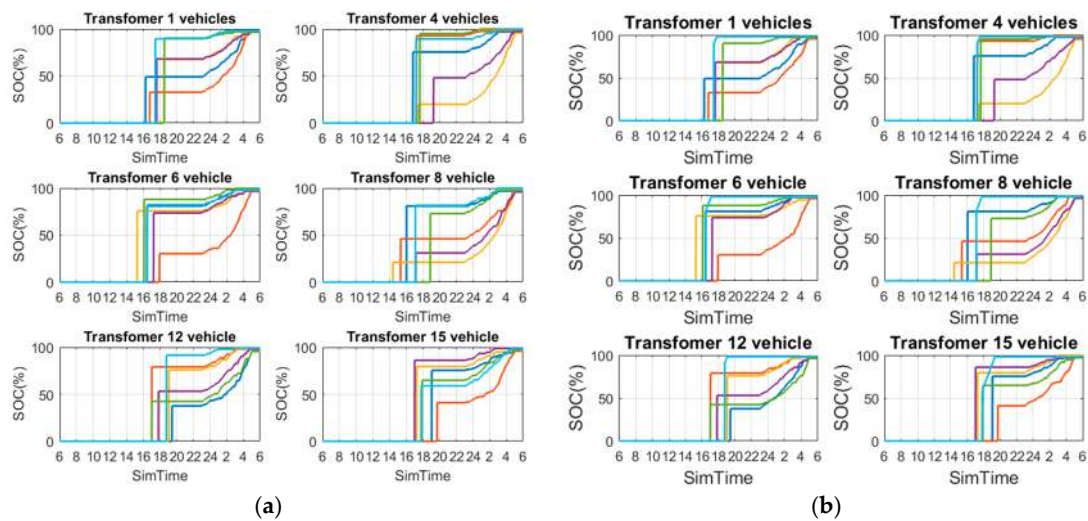 Transfomer 1 vehicles
SOC(%)
100
50
0
6 8 10 12 14 16 18 20 22 24 2 4 6
SimTime
Transfomer 4 vehicles
SOC(%)
100
50
0
6 8 10 12 14 16 18 20 22 24 2 4 6
SimTime
Transfomer 6 vehicle
SOC(%)
100
50
0
6 8 10 12 14 16 18 20 22 24 2 4 6
SimTime
Transfomer 8 vehicle
SOC(%)
100
50
0
6 8 10 12 14 16 18 20 22 24 2 4 6
SimTime
Transfomer 12 vehicle
SOC(%)
100
50
0
6 8 10 12 14 16 18 20 22 24 2 4 6
SimTime
Transfomer 15 vehicle
SOC(%)
100
50
0
6 8 10 12 14 16 18 20 22 24 2 4 6
SimTime
(a)
Transfomer 1 vehicles
SOC(%)
100
50
0
6 8 10 12 14 16 18 20 22 24 2 4 6
SimTime
Transfomer 4 vehicles
SOC(%)
100
50
0
6 8 10 12 14 16 18 20 22 24 2 4 6
SimTime
Transfomer 6 vehicle
SOC(%)
100
50
0
6 8 10 12 14 16 18 20 22 24 2 4 6
SimTime
Transfomer 8 vehicle
SOC(%)
100
50
0
6 8 10 12 14 16 18 20 22 24 2 4 6
SimTime
Transfomer 12 vehicle
SOC(%)
100
50
0
6 8 10 12 14 16 18 20 22 24 2 4 6
SimTime
Transfomer 15 vehicle
SOC(%)
100
50
0
6 8 10 12 14 16 18 20 22 24 2 4 6
SimTime
(b)